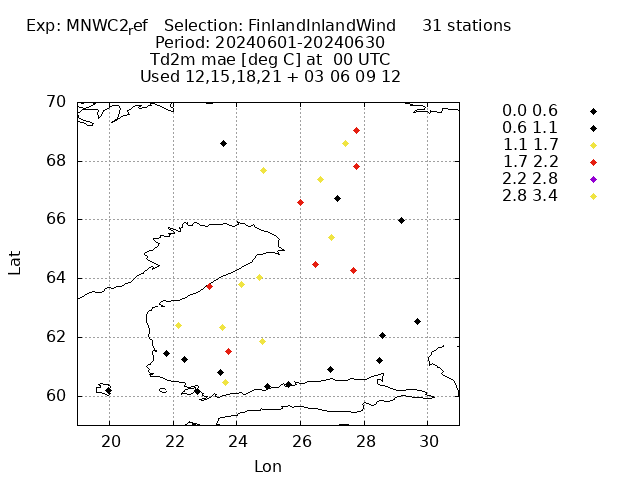 Exp: MNWC2ref   Selection: FinlandInlandWind     31 stations
Period: 20240601-20240630
Td2m mae [deg C] at  00 UTC
Used 12,15,18,21 + 03 06 09 12
0.0 0.6
0.6 1.1
1.1 1.7
1.7 2.2
2.2 2.8
2.8 3.4
70
68
66
64
62
60
Lat
20 22 24 26 28 30
Lon